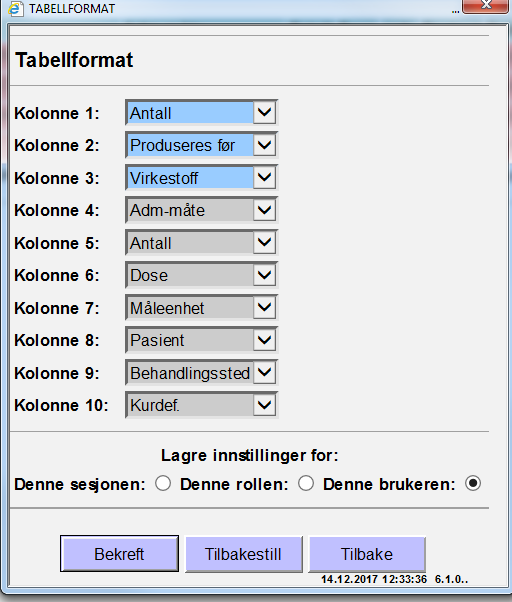 TABELLFORMAT ...
Tabellformat
Kolonne 1: Antall
Kolonne 2: Produseres før
Kolonne 3: Virkestoff
Kolonne 4: Adm-måte
Kolonne 5: Antall
Kolonne 6: Dose
Kolonne 7: Måleenhet
Kolonne 8: Pasient
Kolonne 9: Behandlingssted
Kolonne 10: Kurdef.
Lagre innstillinger for:
Denne sesjonen: Denne rollen: Denne brukeren:
Bekreft Tilbakestill Tilbake
14.12.2017 12:33:36 6.1.0..